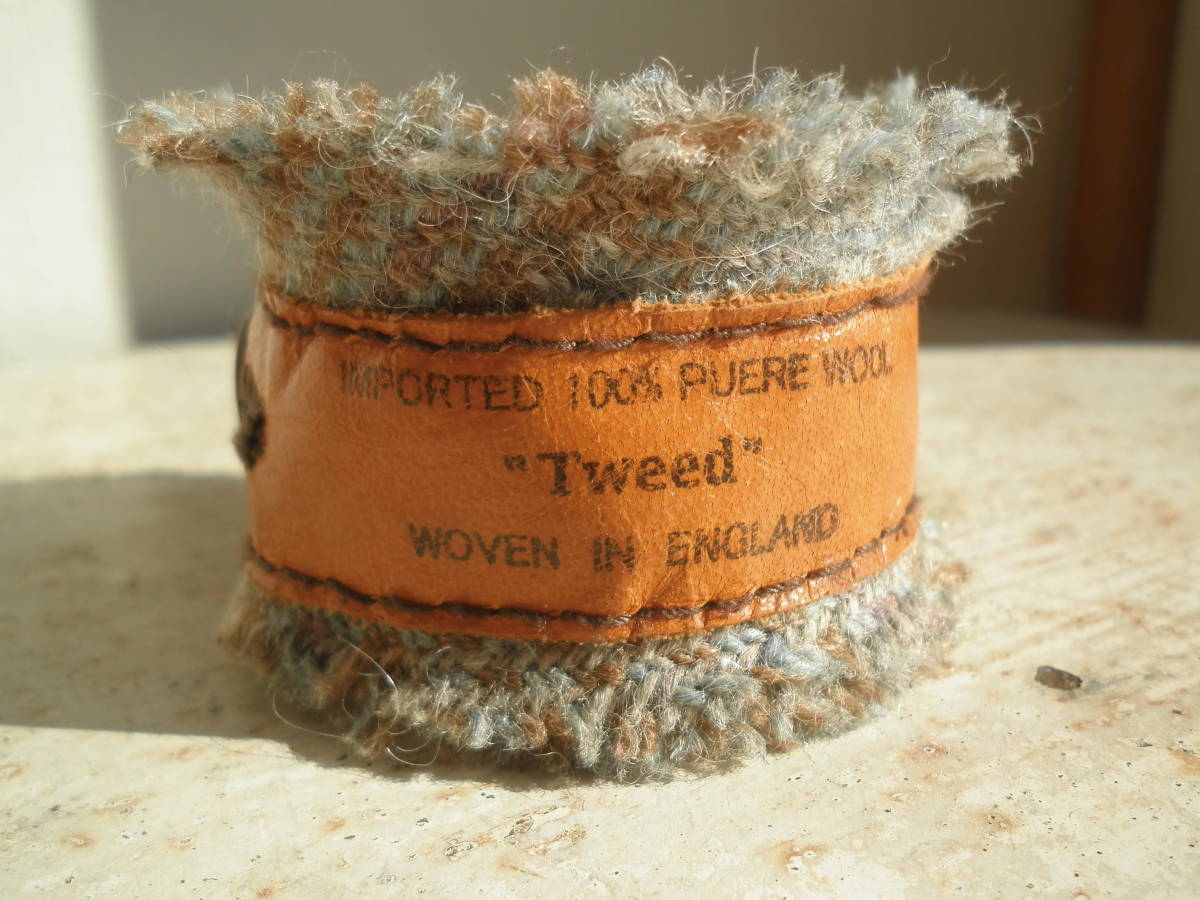 IMPORTED 100% PUERE WOOL
"Tweed"
WOVEN IN ENGLAND